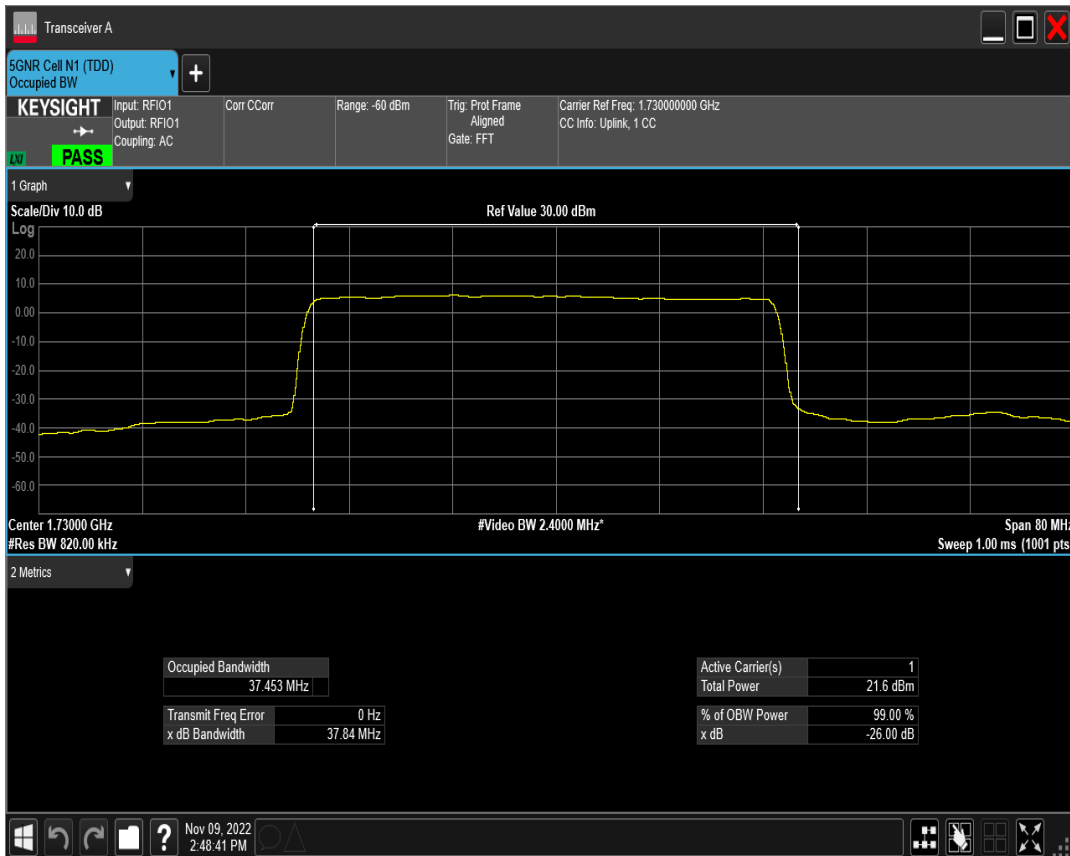 Transceiver A
5GNR Cell N1 (TDD)
Occupied BW
+
KEYSIGHT
LXI
PASS
Input: RFIO1
Output: RFIO1
Coupling: AC
Corr CCorr
Range: -60 dBm
Trig: Prot Frame
Aligned
Gate: FFT
Carrier Ref Freq: 1.730000000 GHz
CC Info: Uplink, 1 CC
1 Graph
Scale/Div 10.0 dB
Ref Value 30.00 dBm
Log
20.0
10.0
0.00
-10.0
-20.0
-30.0
-40.0
-50.0
-60.0
Center 1.73000 GHz
#Video BW 2.4000 MHz*
Span 80 MHz
#Res BW 820.00 kHz
Sweep 1.00 ms (1001 pts
2 Metrics
Occupied Bandwidth
37.453 MHz
Transmit Freq Error 0 Hz
x dB Bandwidth 37.84 MHz
Active Carrier(s) 1
Total Power 21.6 dBm
% of OBW Power 99.00 %
x dB -26.00 dB
?
Nov 09, 2022
2:48:41 PM